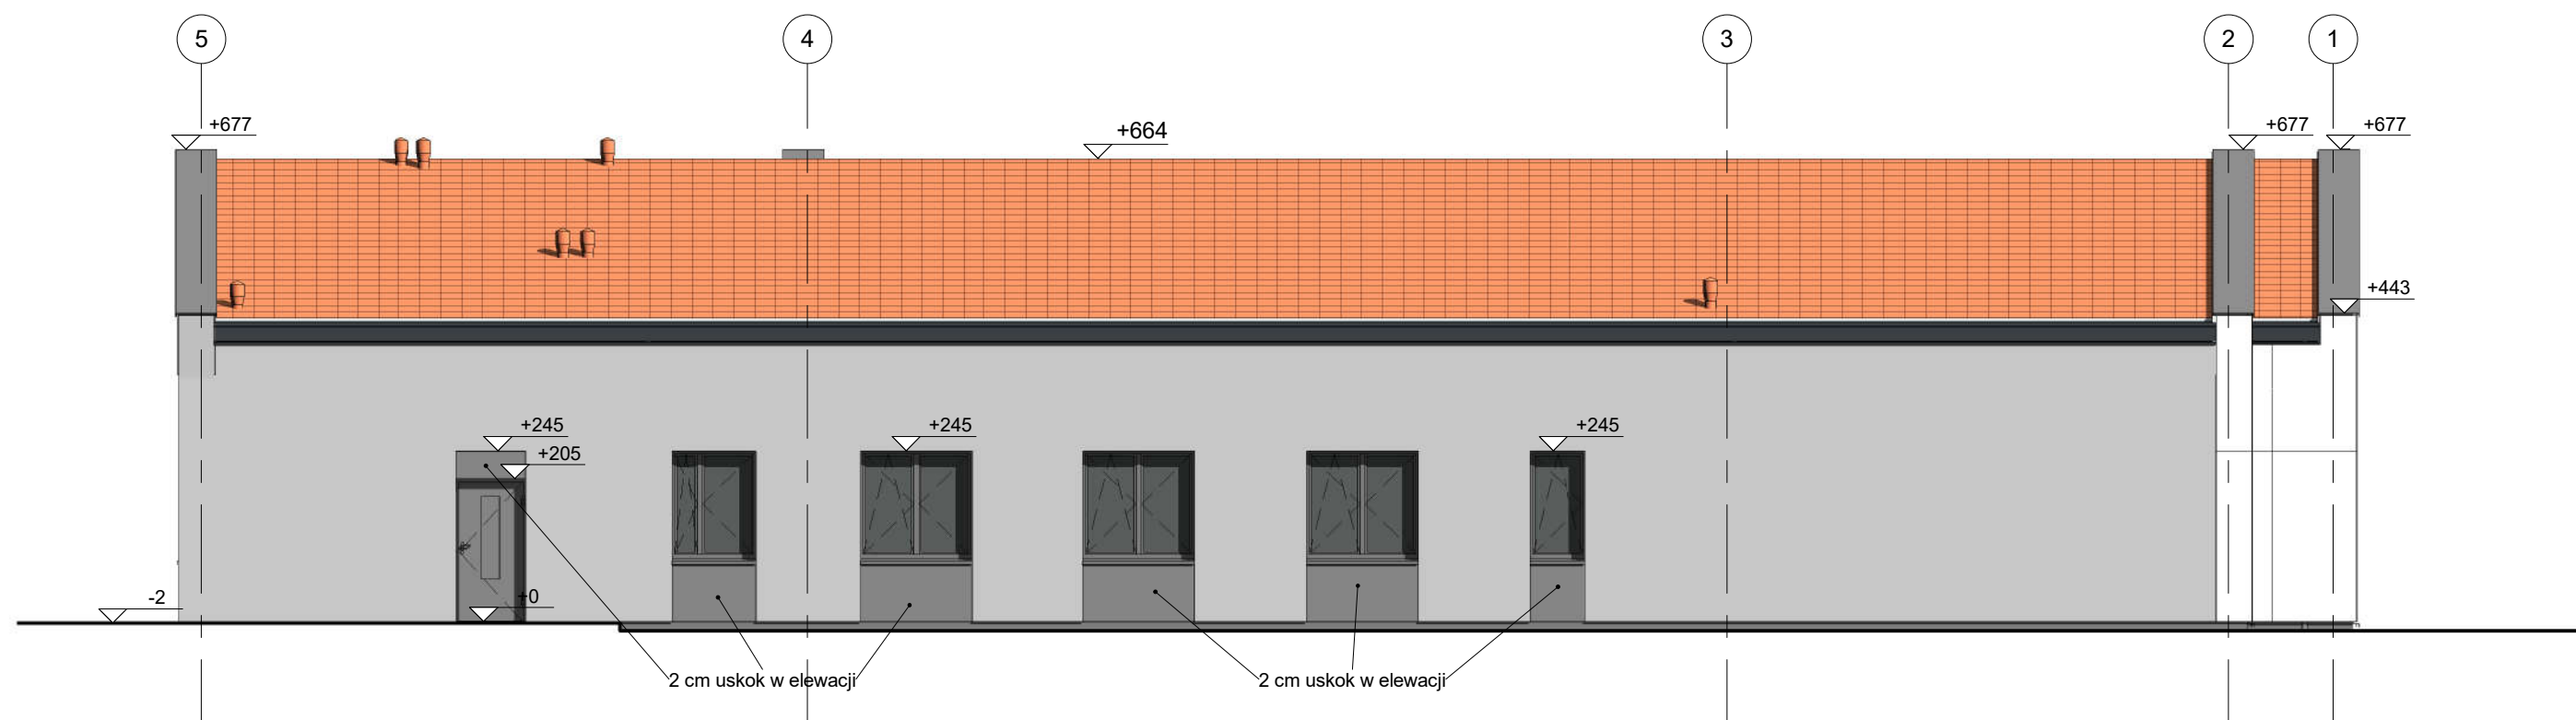 5 4 3 2 1
+677 +664 +677 +677
+443
+245 +245 +245
+205
-2 +0
2 cm uskok w elewacji 2 cm uskok w elewacji